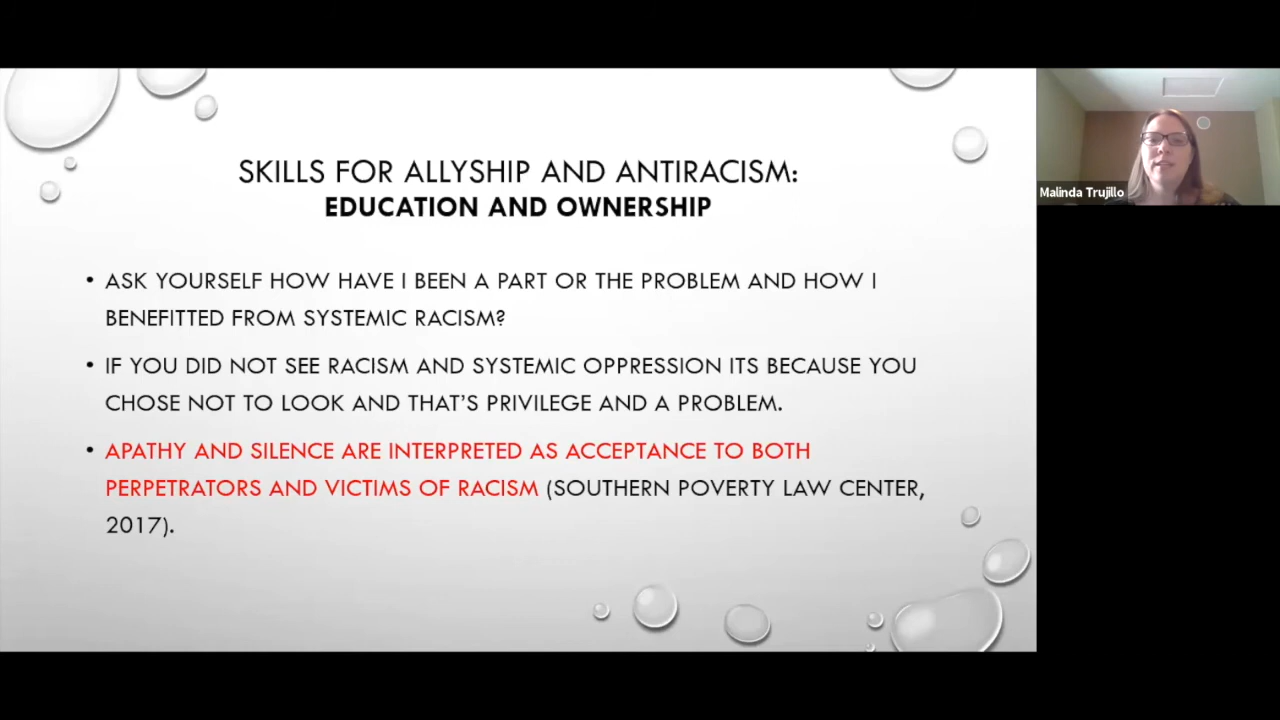 SKILLS FOR ALLYSHIP AND ANTIRACISM:
EDUCATION AND OWNERSHIP
• ASK YOURSELF HOW HAVE I BEEN A PART OR THE PROBLEM AND HOW I
BENEFITTED FROM SYSTEMIC RACISM?
• IF YOU DID NOT SEE RACISM AND SYSTEMIC OPPRESSION ITS BECAUSE YOU
CHOSE NOT TO LOOK AND THAT'S PRIVILEGE AND A PROBLEM.
• APATHY AND SILENCE ARE INTERPRETED AS ACCEPTANCE TO BOTH
PERPETRATORS AND VICTIMS OF RACISM (SOUTHERN POVERTY LAW CENTER,
2017).
Malinda Trujillo